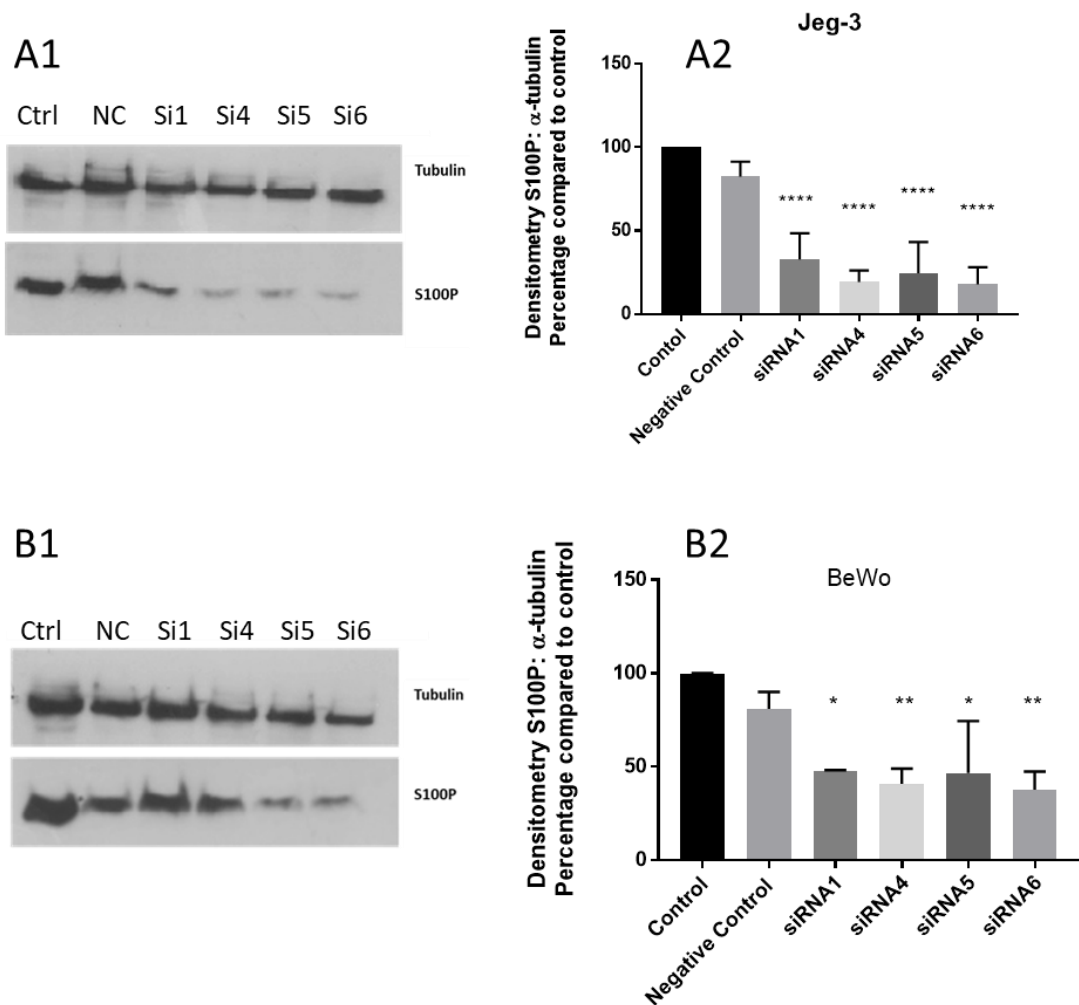 A1
Ctrl NC Si1 Si4 Si5 Si6
Tubulin
S100P
Jeg-3
A2
Densitometry S100P: α-tubulin
Percentage compared to control
150
100
50
0
**** **** **** ****
Contol
Negative Control
siRNA1
siRNA4
siRNA5
siRNA6
B1
Ctrl NC Si1 Si4 Si5 Si6
Tubulin
S100P
B2
BeWo
Densitometry S100P: α-tubulin
Percentage compared to control
150
100
50
0
* ** * **
Control
Negative Control
siRNA1
siRNA4
siRNA5
siRNA6